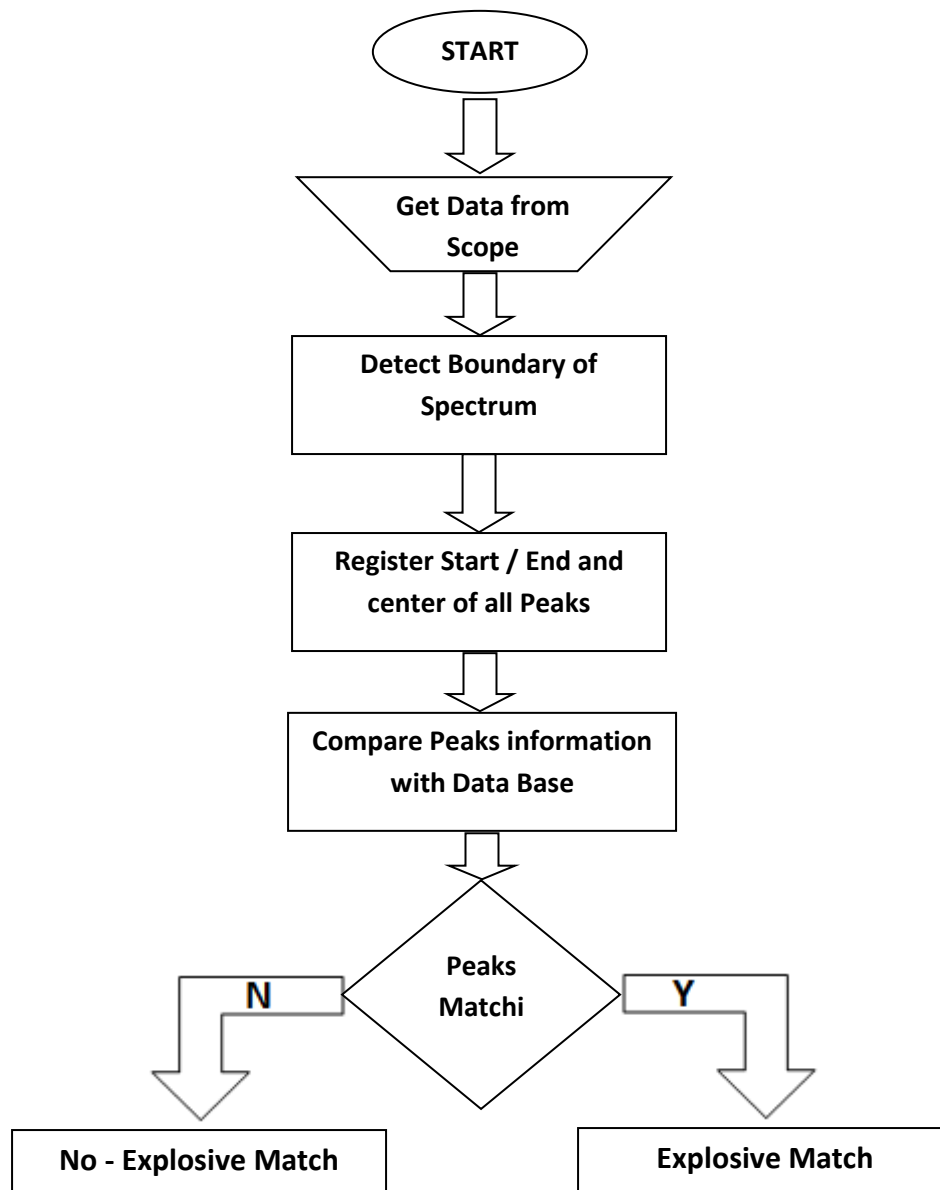 START
Get Data from
Scope
Detect Boundary of
Spectrum
Register Start / End and
center of all Peaks
Compare Peaks information
with Data Base
Peaks
Matchi
N
Y
No - Explosive Match
Explosive Match